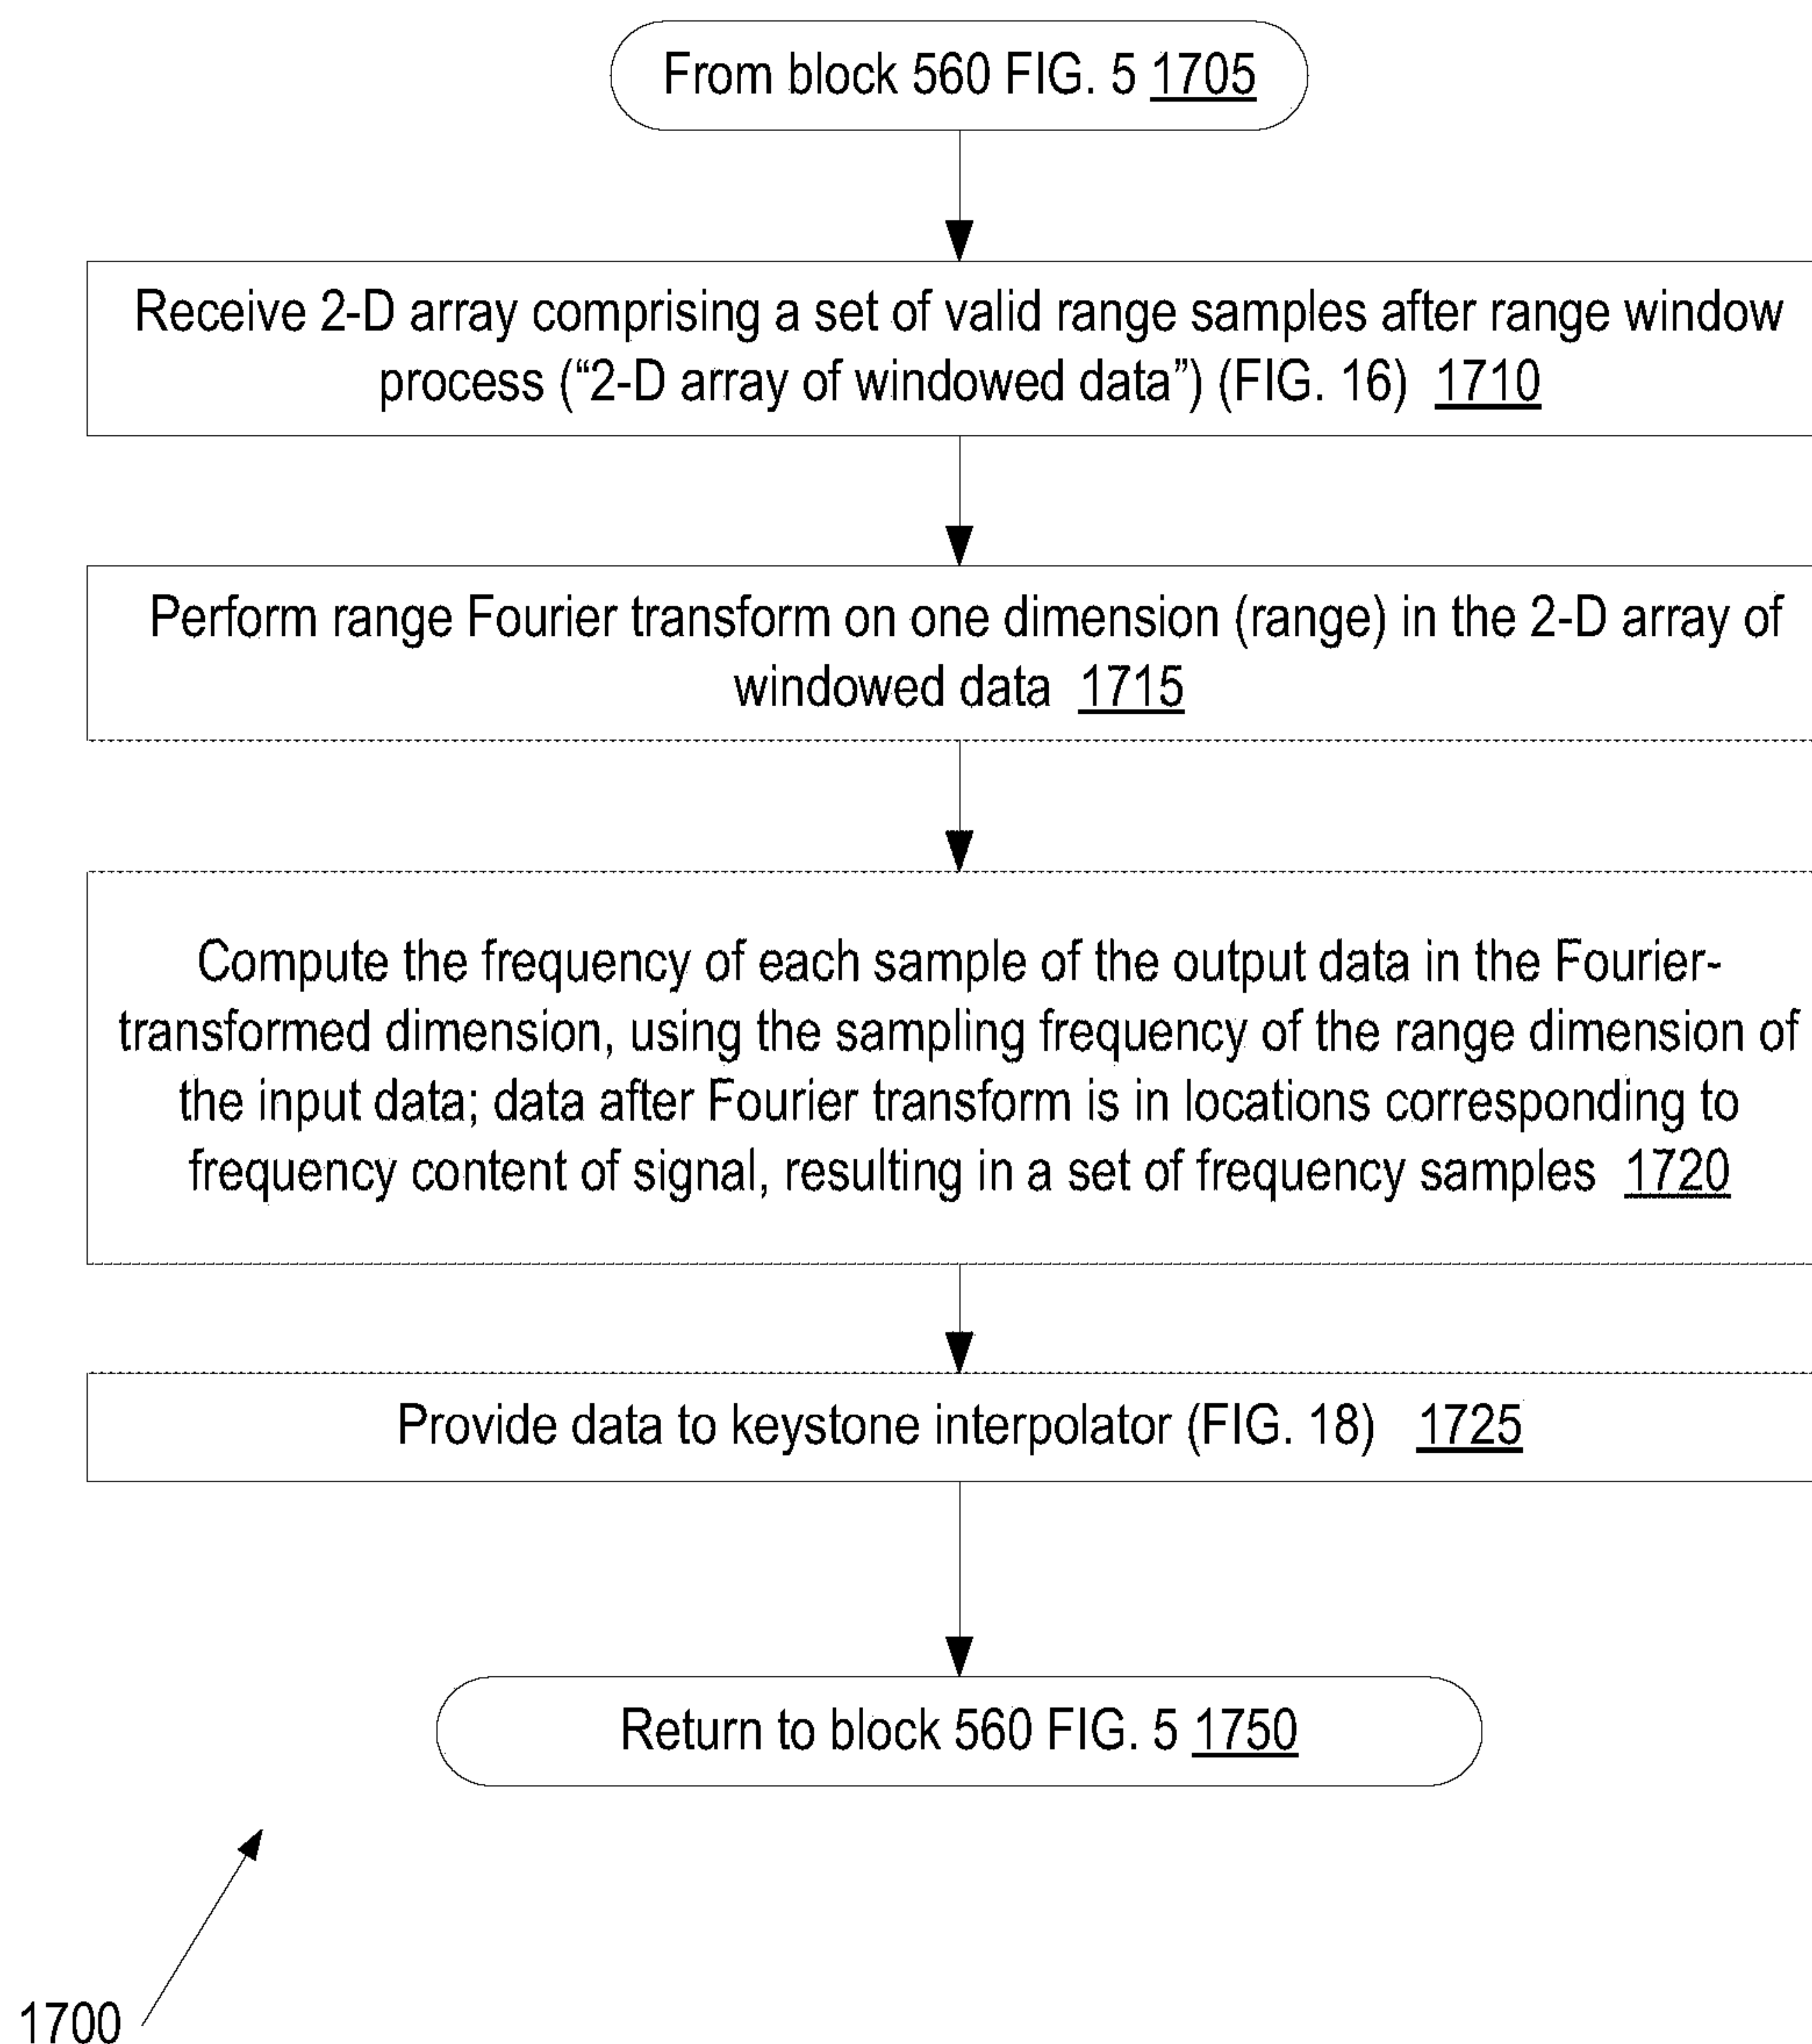 From block 560 FIG. 5 1705
Receive 2-D array comprising a set of valid range samples after range window
process (“2-D array of windowed data”) (FIG. 16) 1710
Perform range Fourier transform on one dimension (range) in the 2-D array of
windowed data 1715
Compute the frequency of each sample of the output data in the Fourier-
transformed dimension, using the sampling frequency of the range dimension of
the input data; data after Fourier transform is in locations corresponding to
frequency content of signal, resulting in a set of frequency samples 1720
Provide data to keystone interpolator (FIG. 18) 1725
Return to block 560 FIG. 5 1750
1700